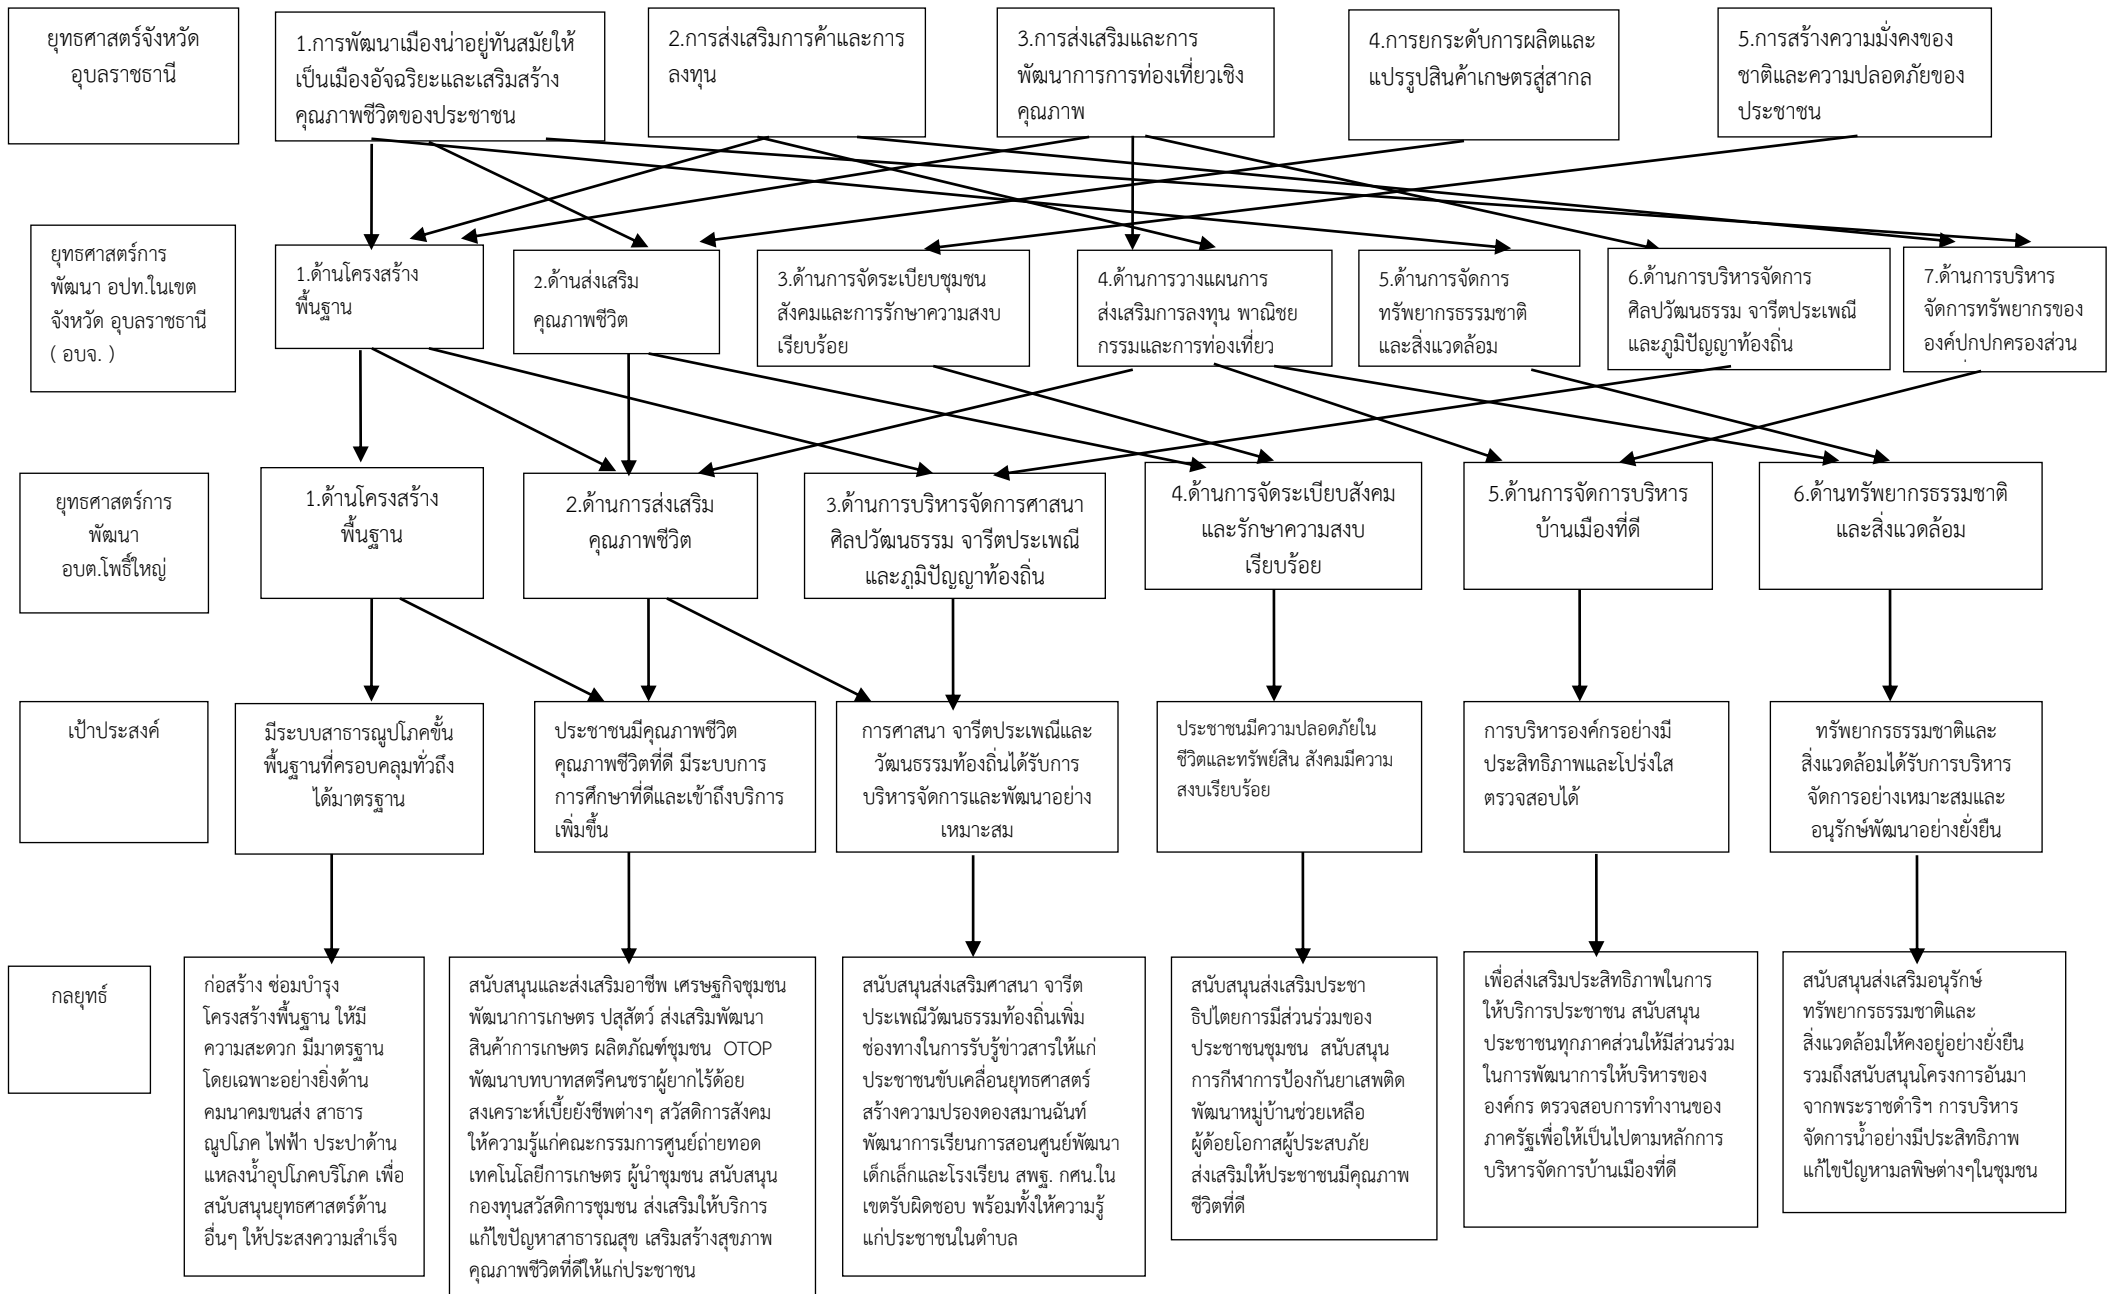 ยุทธศาสตร์จังหวัด
อุบลราชธานี
1.การพัฒนาเมืองน่าอยู่ทันสมัยให้
เป็นเมืองอัจฉริยะและเสริมสร้าง
คุณภาพชีวิตของประชาชน
2.การส่งเสริมการค้าและการ
ลงทุน
3.การส่งเสริมและการ
พัฒนาการการท่องเที่ยวเชิง
คุณภาพ
4.การยกระดับการผลิตและ
แปรรูปสินค้าเกษตรสู่สากล
5.การสร้างความมั่งคงของ
ชาติและความปลอดภัยของ
ประชาชน
ยุทธศาสตร์การ
พัฒนา อปท.ในเขต
จังหวัด อุบลราชธานี
( อบจ. )
1.ด้านโครงสร้าง
พื้นฐาน
2.ด้านส่งเสริม
คุณภาพชีวิต
3.ด้านการจัดระเบียบชุมชน
สังคมและการรักษาความสงบ
เรียบร้อย
4.ด้านการวางแผนการ
ส่งเสริมการลงทุน พาณิชย
กรรมและการท่องเที่ยว
5.ด้านการจัดการ
ทรัพยากรธรรมชาติ
และสิ่งแวดล้อม
6.ด้านการบริหารจัดการ
ศิลปวัฒนธรรม จารีตประเพณี
และภูมิปัญญาท้องถิ่น
7.ด้านการบริหาร
จัดการทรัพยากรของ
องค์ปกปกครองส่วน
ยุทธศาสตร์การ
พัฒนา
อบต.โพธิ์ใหญ่
1.ด้านโครงสร้าง
พื้นฐาน
2.ด้านการส่งเสริม
คุณภาพชีวิต
3.ด้านการบริหารจัดการศาสนา
ศิลปวัฒนธรรม จารีตประเพณี
และภูมิปัญญาท้องถิ่น
4.ด้านการจัดระเบียบสังคม
และรักษาความสงบ
เรียบร้อย
5.ด้านการจัดการบริหาร
บ้านเมืองที่ดี
6.ด้านทรัพยากรธรรมชาติ
และสิ่งแวดล้อม
เป้าประสงค์
มีระบบสาธารณูปโภคขั้น
พื้นฐานที่ครอบคลุมทั่วถึง
ได้มาตรฐาน
ประชาชนมีคุณภาพชีวิต
คุณภาพชีวิตที่ดี มีระบบการ
การศึกษาที่ดีและเข้าถึงบริการ
เพิ่มขึ้น
การศาสนา จารีตประเพณีและ
วัฒนธรรมท้องถิ่นได้รับการ
บริหารจัดการและพัฒนาอย่าง
เหมาะสม
ประชาชนมีความปลอดภัยใน
ชีวิตและทรัพย์สิน สังคมมีความ
สงบเรียบร้อย
การบริหารองค์กรอย่างมี
ประสิทธิภาพและโปร่งใส
ตรวจสอบได้
ทรัพยากรธรรมชาติและ
สิ่งแวดล้อมได้รับการบริหาร
จัดการอย่างเหมาะสมและ
อนุรักษ์พัฒนาอย่างยั่งยืน
กลยุทธ์
ก่อสร้าง ซ่อมบำรุง
โครงสร้างพื้นฐาน ให้มี
ความสะดวก มีมาตรฐาน
โดยเฉพาะอย่างยิ่งด้าน
คมนาคมขนส่ง สาธาร
ณูปโภค ไฟฟ้า ประปาด้าน
แหลงน้ำอุปโภคบริโภค เพื่อ
สนับสนุนยุทธศาสตร์ด้าน
อื่นๆ ให้ประสงความสำเร็จ
สนับสนุนและส่งเสริมอาชีพ เศรษฐกิจชุมชน
พัฒนาการเกษตร ปสุสัตว์ ส่งเสริมพัฒนา
สินค้าการเกษตร ผลิตภัณฑ์ชุมชน OTOP
พัฒนาบทบาทสตรีคนชราผู้ยากไร้ด้อย
สงเคราะห์เบี้ยยังชีพต่างๆ สวัสดิการสังคม
ให้ความรู้แก่คณะกรรมการศูนย์ถ่ายทอด
เทคโนโลยีการเกษตร ผู้นำชุมชน สนับสนุน
กองทุนสวัสดิการชุมชน ส่งเสริมให้บริการ
แก้ไขปัญหาสาธารณสุข เสริมสร้างสุขภาพ
คุณภาพชีวิตที่ดีให้แก่ประชาชน
สนับสนุนส่งเสริมศาสนา จารีต
ประเพณีวัฒนธรรมท้องถิ่นเพิ่ม
ช่องทางในการรับรู้ข่าวสารให้แก่
ประชาชนขับเคลื่อนยุทธศาสตร์
สร้างความปรองดองสมานฉันท์
พัฒนาการเรียนการสอนศูนย์พัฒนา
เด็กเล็กและโรงเรียน สพฐ. กศน.ใน
เขตรับผิดชอบ พร้อมทั้งให้ความรู้
แก่ประชาชนในตำบล
สนับสนุนส่งเสริมประชา
ธิปไตยการมีส่วนร่วมของ
ประชาชนชุมชน สนับสนุน
การกีฬาการป้องกันยาเสพติด
พัฒนาหมู่บ้านช่วยเหลือ
ผู้ด้อยโอกาสผู้ประสบภัย
ส่งเสริมให้ประชาชนมีคุณภาพ
ชีวิตที่ดี
เพื่อส่งเสริมประสิทธิภาพในการ
ให้บริการประชาชน สนับสนุน
ประชาชนทุกภาคส่วนให้มีส่วนร่วม
ในการพัฒนาการให้บริหารของ
องค์กร ตรวจสอบการทำงานของ
ภาครัฐเพื่อให้เป็นไปตามหลักการ
บริหารจัดการบ้านเมืองที่ดี
สนับสนุนส่งเสริมอนุรักษ์
ทรัพยากรธรรมชาติและ
สิ่งแวดล้อมให้คงอยู่อย่างยั่งยืน
รวมถึงสนับสนุนโครงการอันมา
จากพระราชดำริฯ การบริหาร
จัดการน้ำอย่างมีประสิทธิภาพ
แก้ไขปัญหามลพิษต่างๆในชุมชน